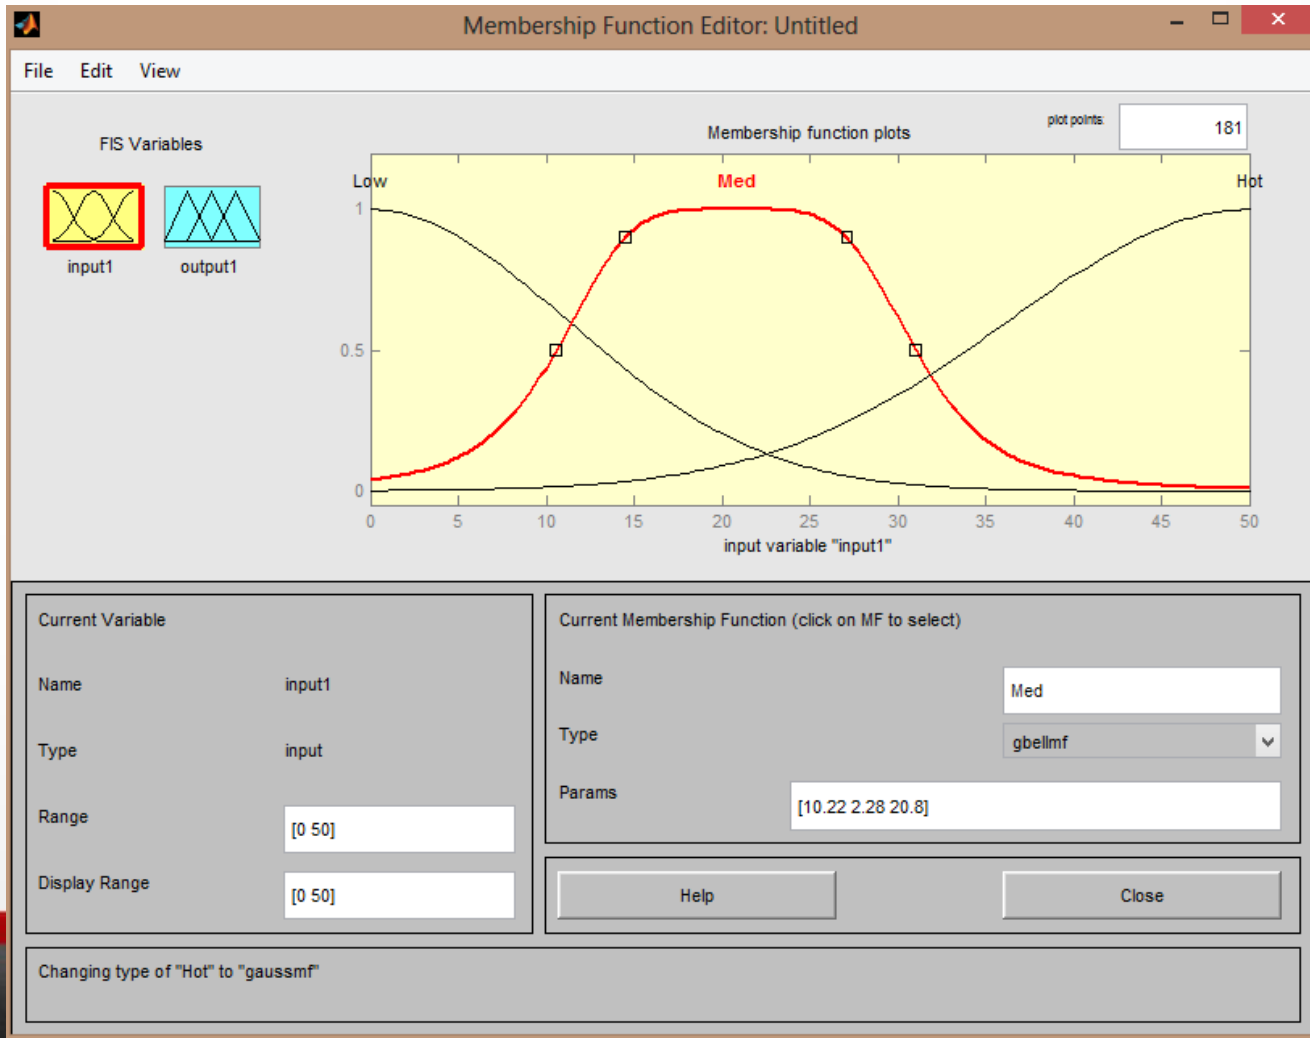 Membership Function Editor: Untitled
File Edit View
FIS Variables
input1 output1
plot points:
181
Membership function plots
Low Med Hot
1
0.5
0
0 5 10 15 20 25 30 35 40 45 50
input variable "input1"
Current Variable
Name input1
Type input
Range [0 50]
Display Range [0 50]
Current Membership Function (click on MF to select)
Name Med
Type gbellmf
Params [10.22 2.28 20.8]
Help Close
Changing type of "Hot" to "gaussmf"